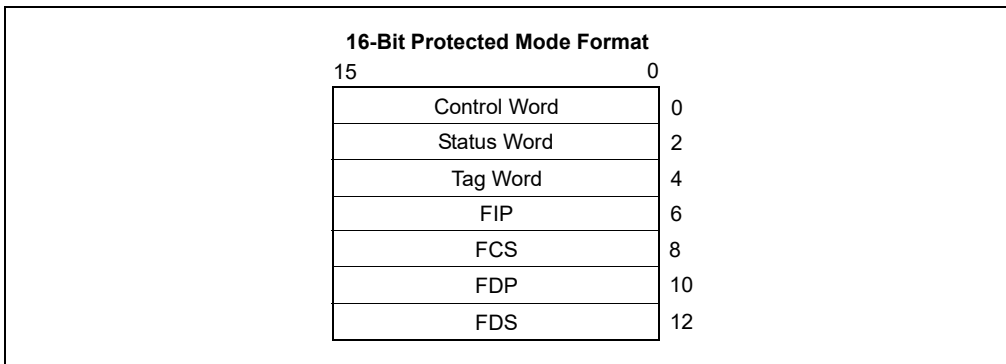 16-Bit Protected Mode Format
15 0
Control Word 0
Status Word 2
Tag Word 4
FIP 6
FCS 8
FDP 10
FDS 12